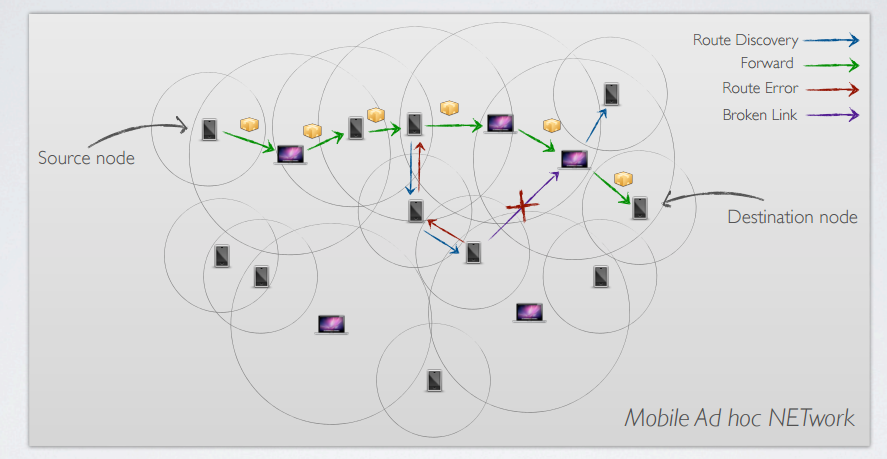 Route Discovery
Forward
Route Error
Broken Link
Source node
Destination node
Mobile Ad hoc NETwork